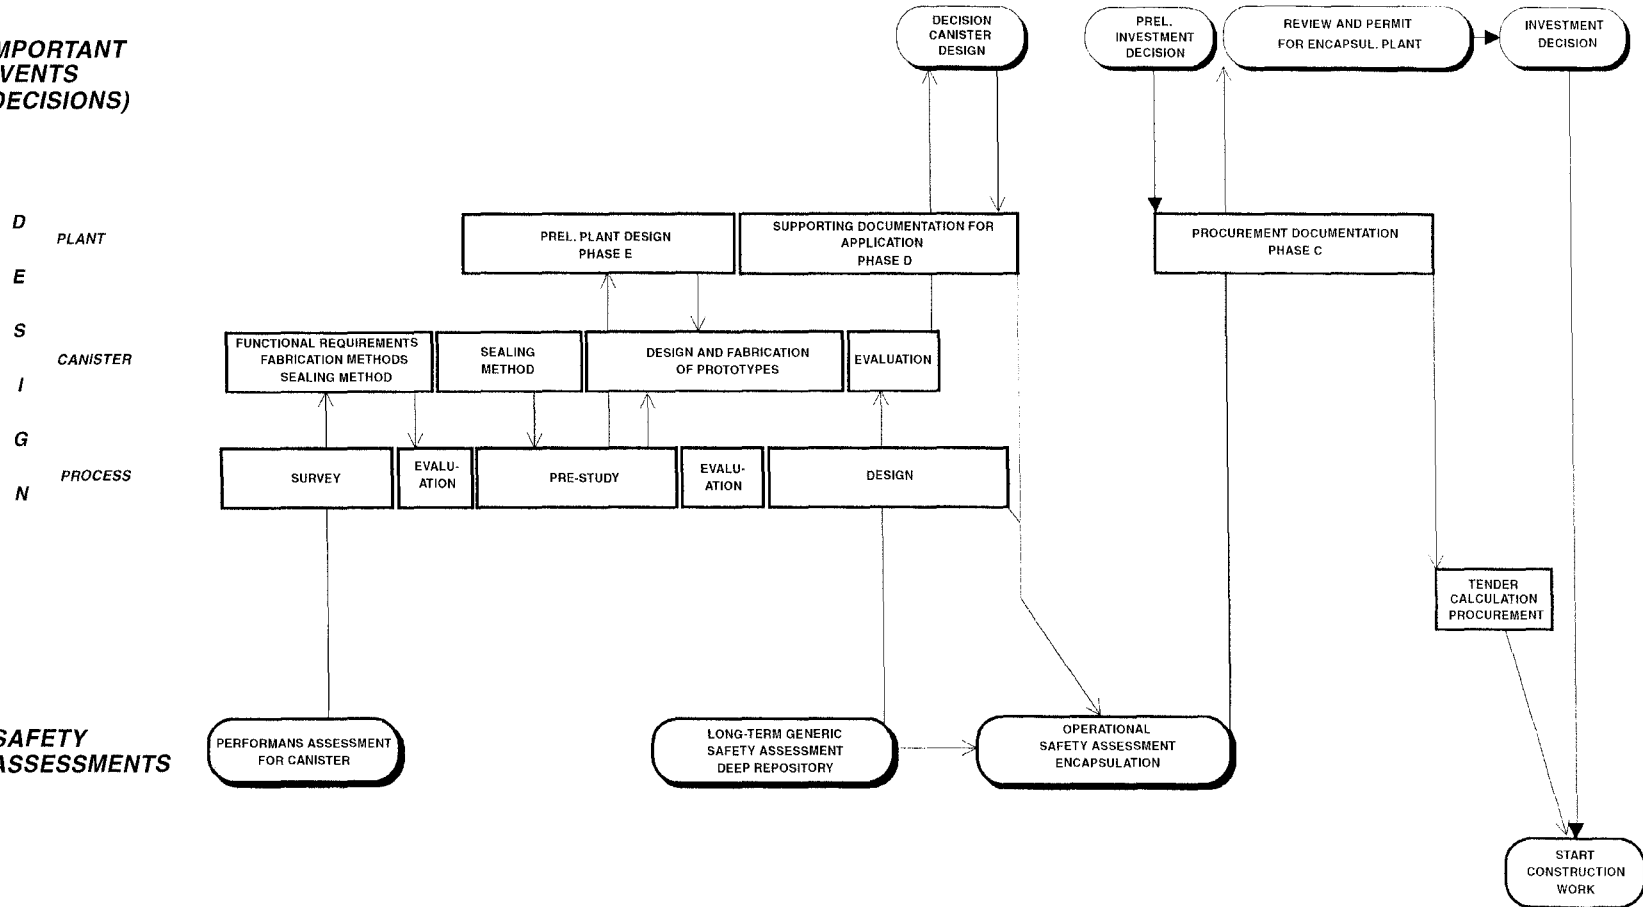 MPORTANT
VENTS
DECISIONS)
DECISION
CANISTER
DESIGN
PREL.
INVESTMENT
DECISION
REVIEW AND PERMIT
FOR ENCAPSUL. PLANT
INVESTMENT
DECISION
D
E
S
I
G
N
PLANT
PREL. PLANT DESIGN
PHASE E
SUPPORTING DOCUMENTATION FOR
APPLICATION
PHASE D
PROCUREMENT DOCUMENTATION
PHASE C
CANISTER
FUNCTIONAL REQUIREMENTS
FABRICATION METHODS
SEALING METHOD
SEALING
METHOD
DESIGN AND FABRICATION
OF PROTOTYPES
EVALUATION
PROCESS
SURVEY
EVALU-
ATION
PRE-STUDY
EVALU-
ATION
DESIGN
TENDER
CALCULATION
PROCUREMENT
SAFETY
ASSESSMENTS
PERFORMANS ASSESSMENT
FOR CANISTER
LONG-TERM GENERIC
SAFETY ASSESSMENT
DEEP REPOSITORY
OPERATIONAL
SAFETY ASSESSMENT
ENCAPSULATION
START
CONSTRUCTION
WORK